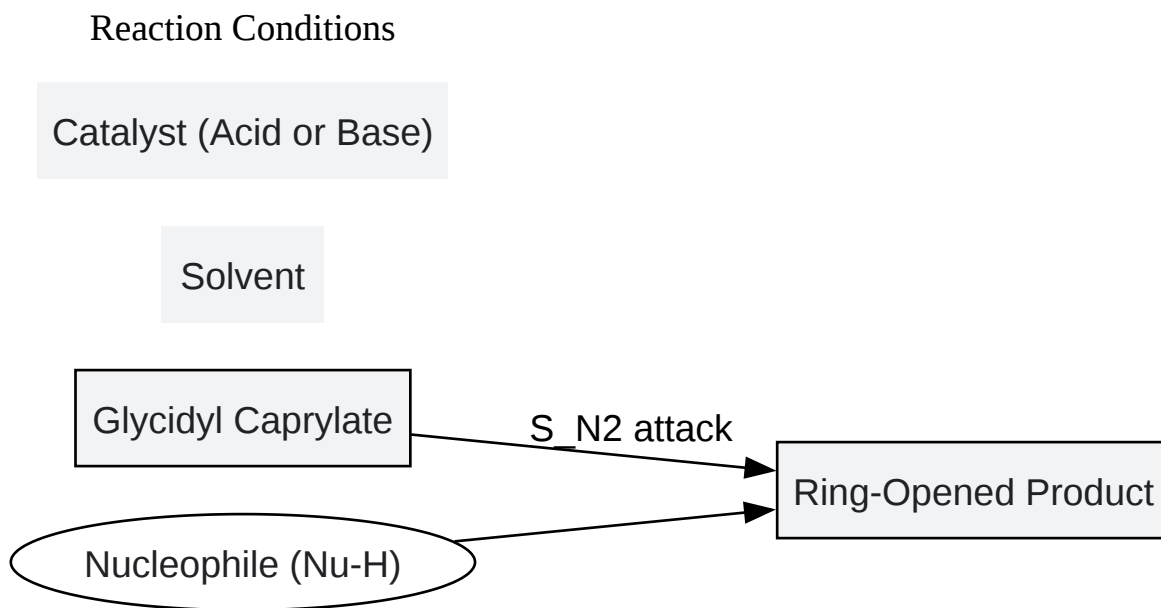 Reaction Conditions
Catalyst (Acid or Base)
Solvent
Glycidyl Caprylate
S_N2 attack
Ring-Opened Product
Nucleophile (Nu-H)